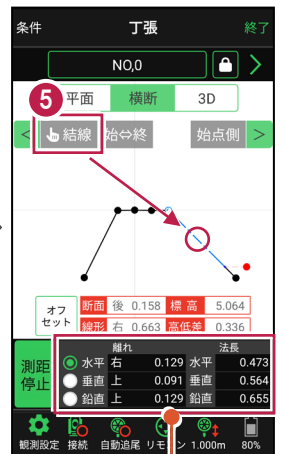 条件 丁張 終了
NO,0 >
5 平面 横断 3D
< 結線 始⇔終 始点側 >
オフセット 断面 後 0.158 標高 5.064
線形 右 0.663 高低差 0.336
測距停止 離れ 法長
水平 右 0.129 水平 0.473
垂直 上 0.091 垂直 0.564
鉛直 上 0.129 鉛直 0.655
観測設定 接続 自動追尾 リモ ン 1.000m 80%